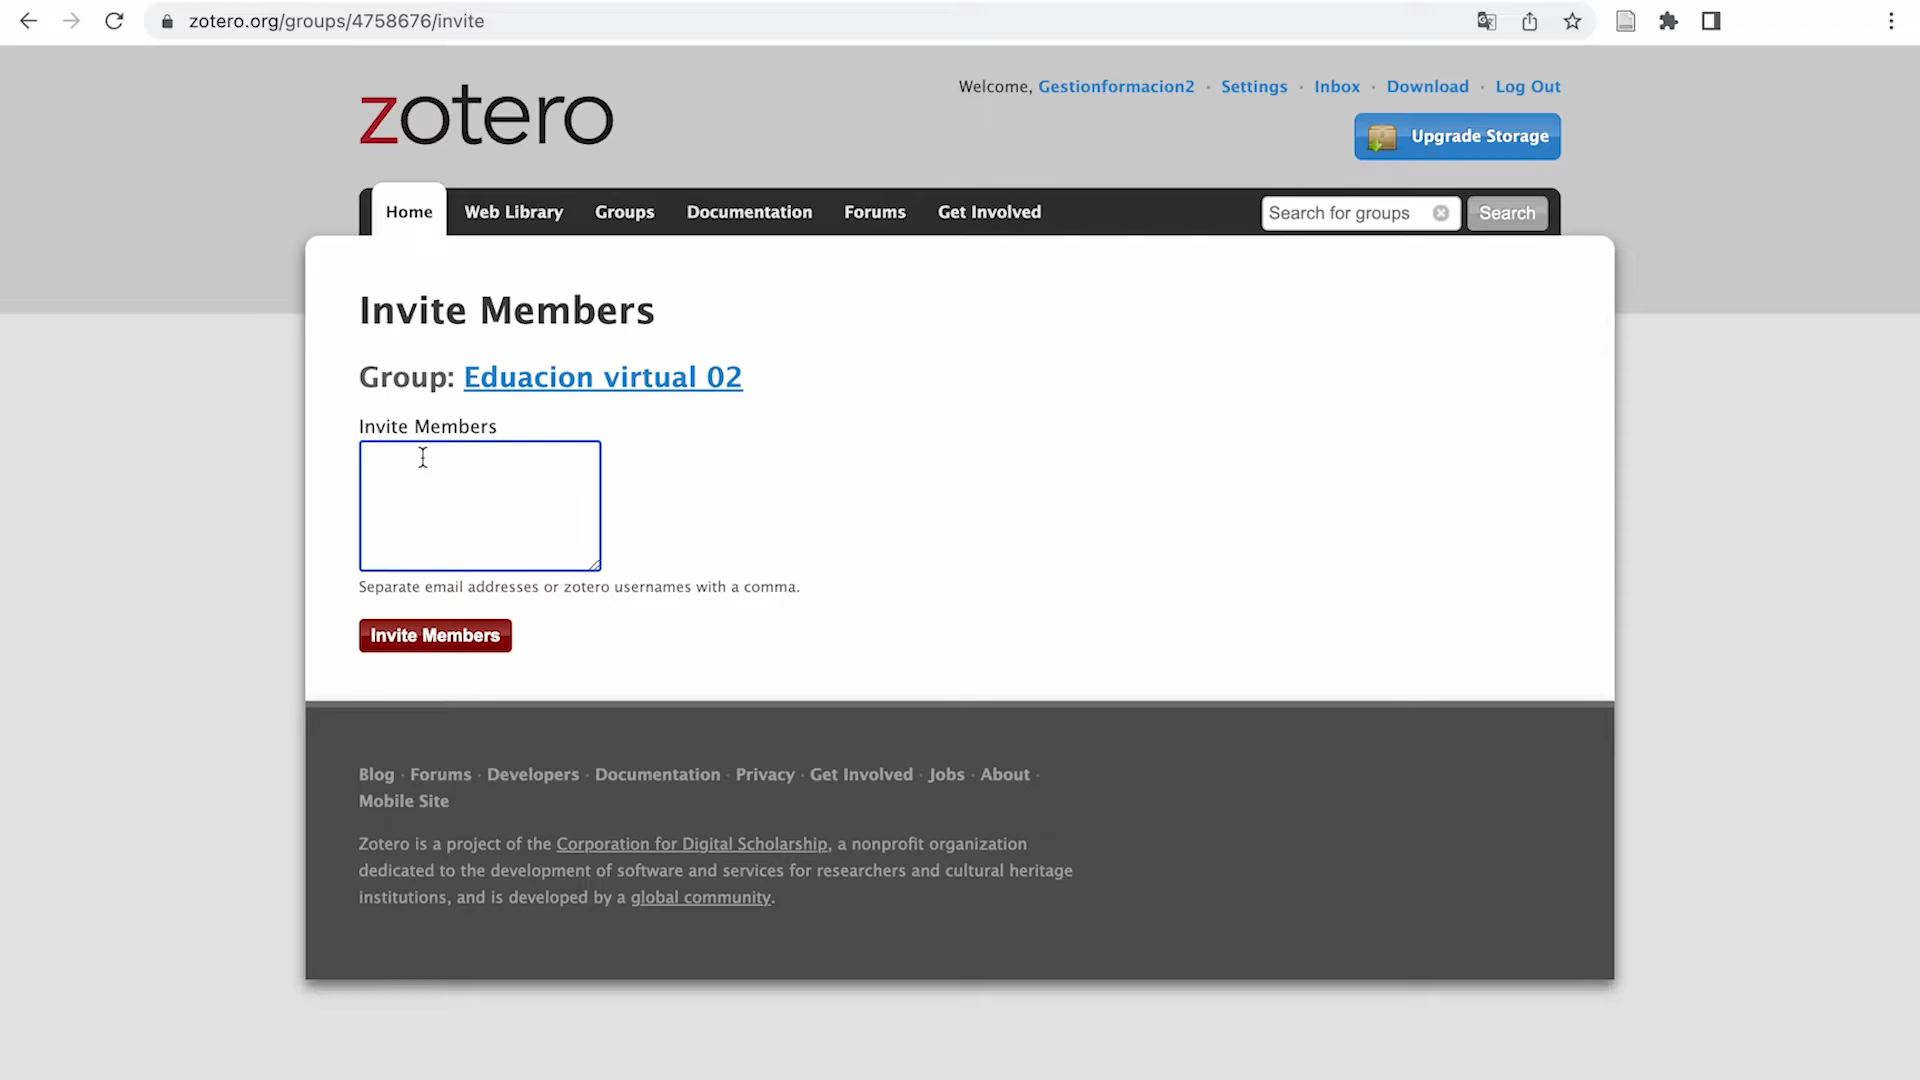 zotero.org/groups/4758676/invite
zotero
Welcome, Gestionformacion2 · Settings · Inbox · Download · Log Out
Upgrade Storage
Home Web Library Groups Documentation Forums Get Involved Search for groups Search
Invite Members
Group: Eduacion virtual 02
Invite Members
Separate email addresses or zotero usernames with a comma.
Invite Members
Blog · Forums · Developers · Documentation · Privacy · Get Involved · Jobs · About ·
Mobile Site
Zotero is a project of the Corporation for Digital Scholarship, a nonprofit organization
dedicated to the development of software and services for researchers and cultural heritage
institutions, and is developed by a global community.